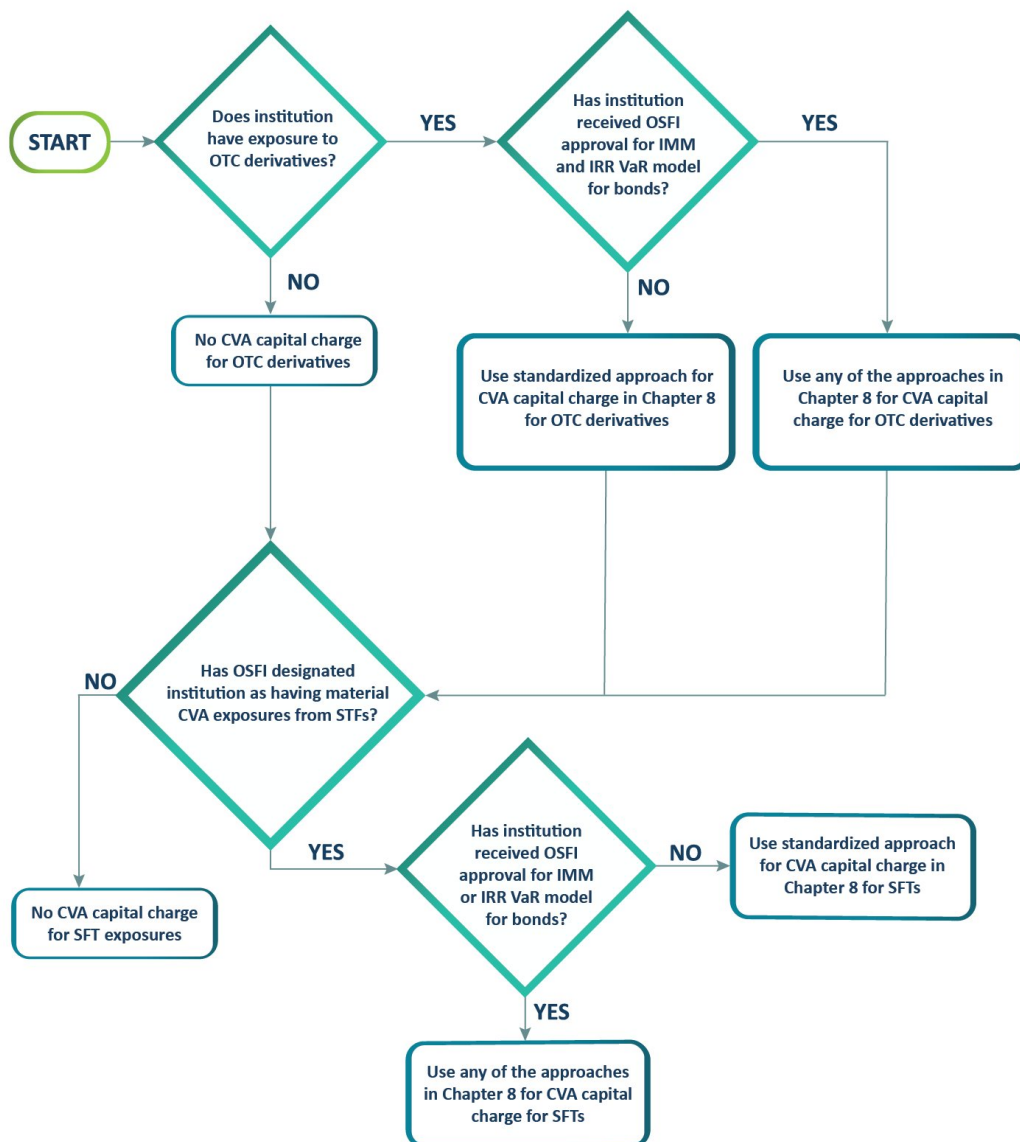 START
Does institution
have exposure to
OTC derivatives?
YES
Has institution
received OSFI
approval for IMM
and IRR VaR model
for bonds?
YES
NO
NO
No CVA capital charge
for OTC derivatives
Use standardized approach for
CVA capital charge in Chapter 8
for OTC derivatives
Use any of the approaches in
Chapter 8 for CVA capital
charge for OTC derivatives
Has OSFI designated
institution as having material
CVA exposures from STFs?
NO
YES
Has institution
received OSFI
approval for IMM
or IRR VaR model
for bonds?
NO
Use standardized approach
for CVA capital charge in
Chapter 8 for SFTs
No CVA capital charge
for SFT exposures
YES
Use any of the approaches
in Chapter 8 for CVA capital
charge for SFTs